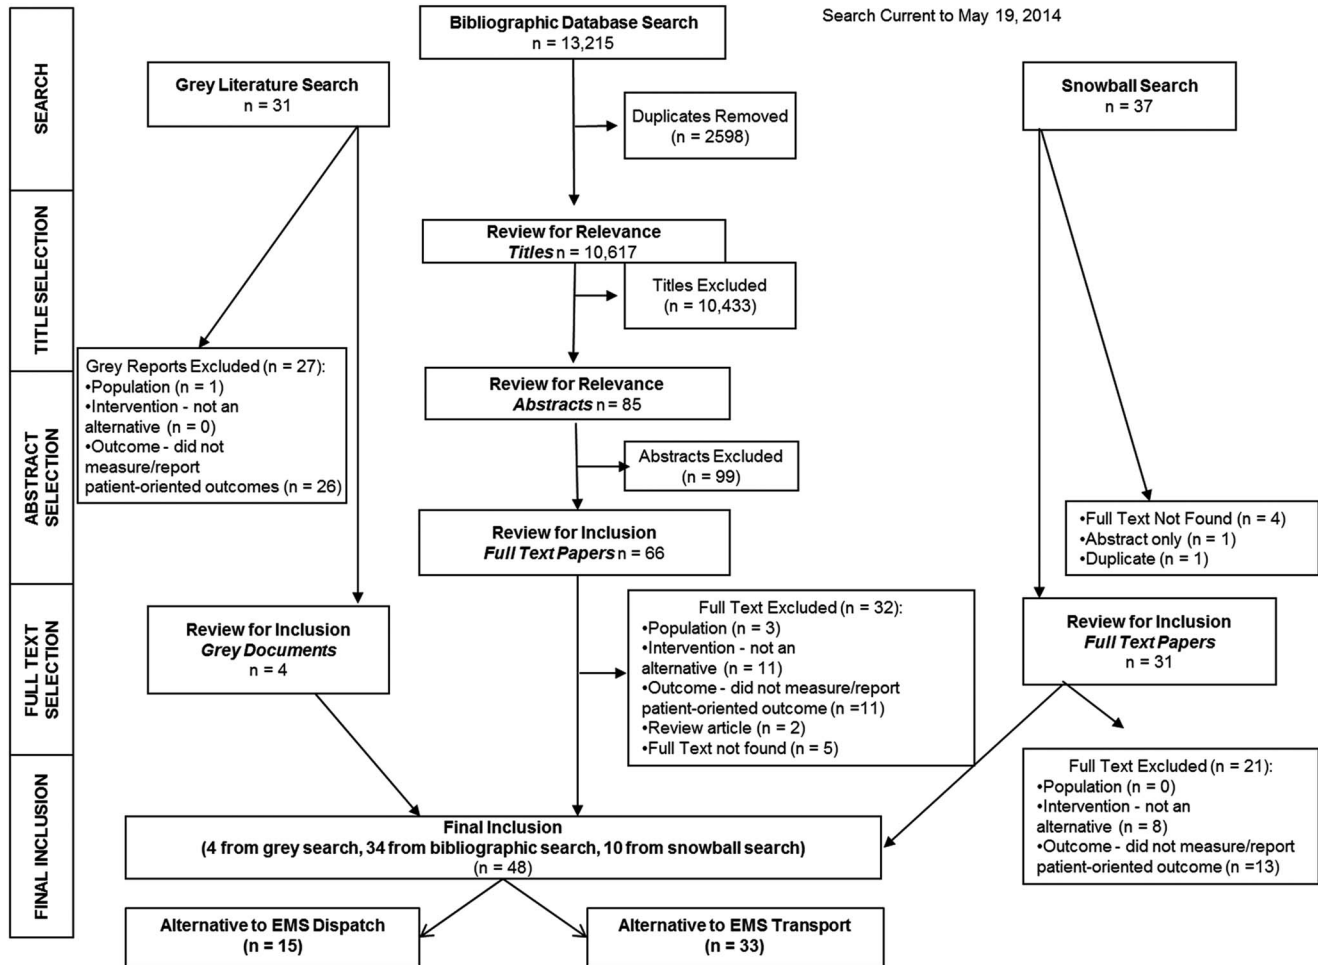 Search Current to May 19, 2014
SEARCH
TITLE SELECTION
ABSTRACT
SELECTION
FULL TEXT
SELECTION
FINAL INCLUSION
Bibliographic Database Search
n = 13,215
Grey Literature Search
n = 31
Snowball Search
n = 37
Duplicates Removed
(n = 2598)
Review for Relevance
Titles n = 10,617
Titles Excluded
(n = 10,433)
Grey Reports Excluded (n = 27):
•Population (n = 1)
•Intervention - not an
alternative (n = 0)
•Outcome - did not
measure/report
patient-oriented outcomes (n = 26)
Review for Relevance
Abstracts n = 85
Abstracts Excluded
(n = 99)
Review for Inclusion
Full Text Papers n = 66
•Full Text Not Found (n = 4)
•Abstract only (n = 1)
•Duplicate (n = 1)
Review for Inclusion
Grey Documents
n = 4
Full Text Excluded (n = 32):
•Population (n = 3)
•Intervention - not an
alternative (n = 11)
•Outcome - did not measure/report
patient-oriented outcome (n =11)
•Review article (n = 2)
•Full Text not found (n = 5)
Review for Inclusion
Full Text Papers
n = 31
Full Text Excluded (n = 21):
•Population (n = 0)
•Intervention - not an
alternative (n = 8)
•Outcome - did not measure/report
patient-oriented outcome (n =13)
Final Inclusion
(4 from grey search, 34 from bibliographic search, 10 from snowball search)
(n = 48)
Alternative to EMS Dispatch
(n = 15)
Alternative to EMS Transport
(n = 33)